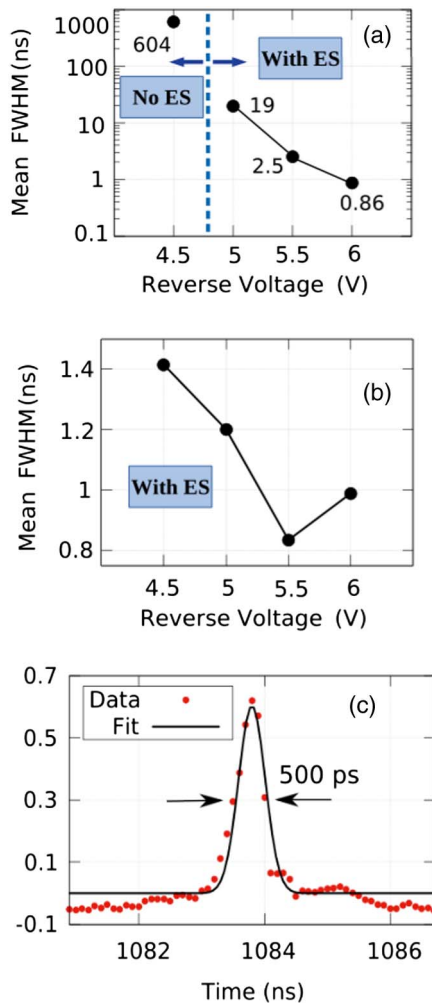 1000
(a)
604
With ES
100
No ES
10
19
1
2.5
0.86
0.1
4.5 5 5.5 6
Reverse Voltage (V)
Mean FWHM(ns)
1.4
(b)
1.2
With ES
1
0.8
4.5 5 5.5 6
Reverse Voltage (V)
Mean FWHM(ns)
0.7
Data
(c)
Fit
0.5
500 ps
0.3
0.1
-0.1
1082 1084 1086
Time (ns)